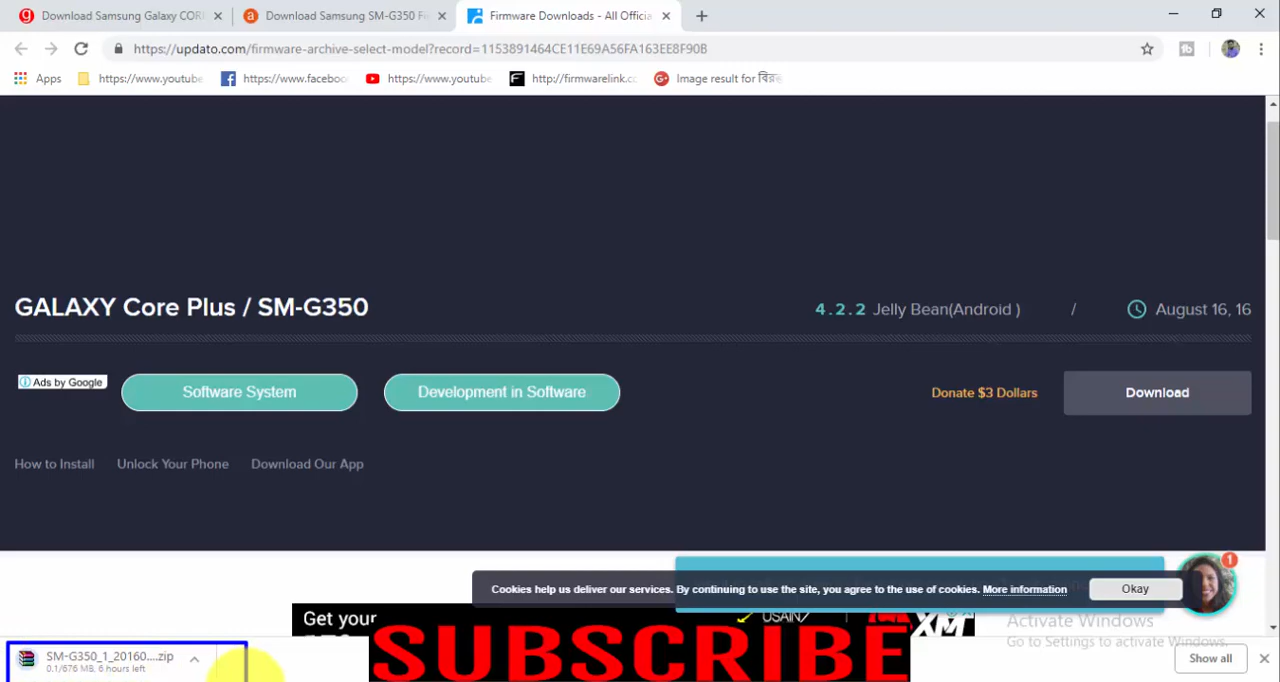 Download Samsung Galaxy CORE
Download Samsung SM-G350 Fi
Firmware Downloads - All Officia
https://updato.com/firmware-archive-select-model?record=1153891464CE11E69A56FA163EE8F90B
Apps
https://www.youtube
https://www.faceboo
https://www.youtube
http://firmwarelink.cc
Image result for বির
GALAXY Core Plus / SM-G350
4.2.2 Jelly Bean(Android ) / August 16, 16
Ads by Google
Software System
Development in Software
Donate $3 Dollars
Download
How to Install
Unlock Your Phone
Download Our App
1
Cookies help us deliver our services. By continuing to use the site, you agree to the use of cookies. More information
Okay
Get your
USAIN
XM
Activate Windows
Go to Settings to activate Windows.
SUBSCRIBE
SM-G350_1_20160....zip
0.1/676 MB, 6 hours left
Show all